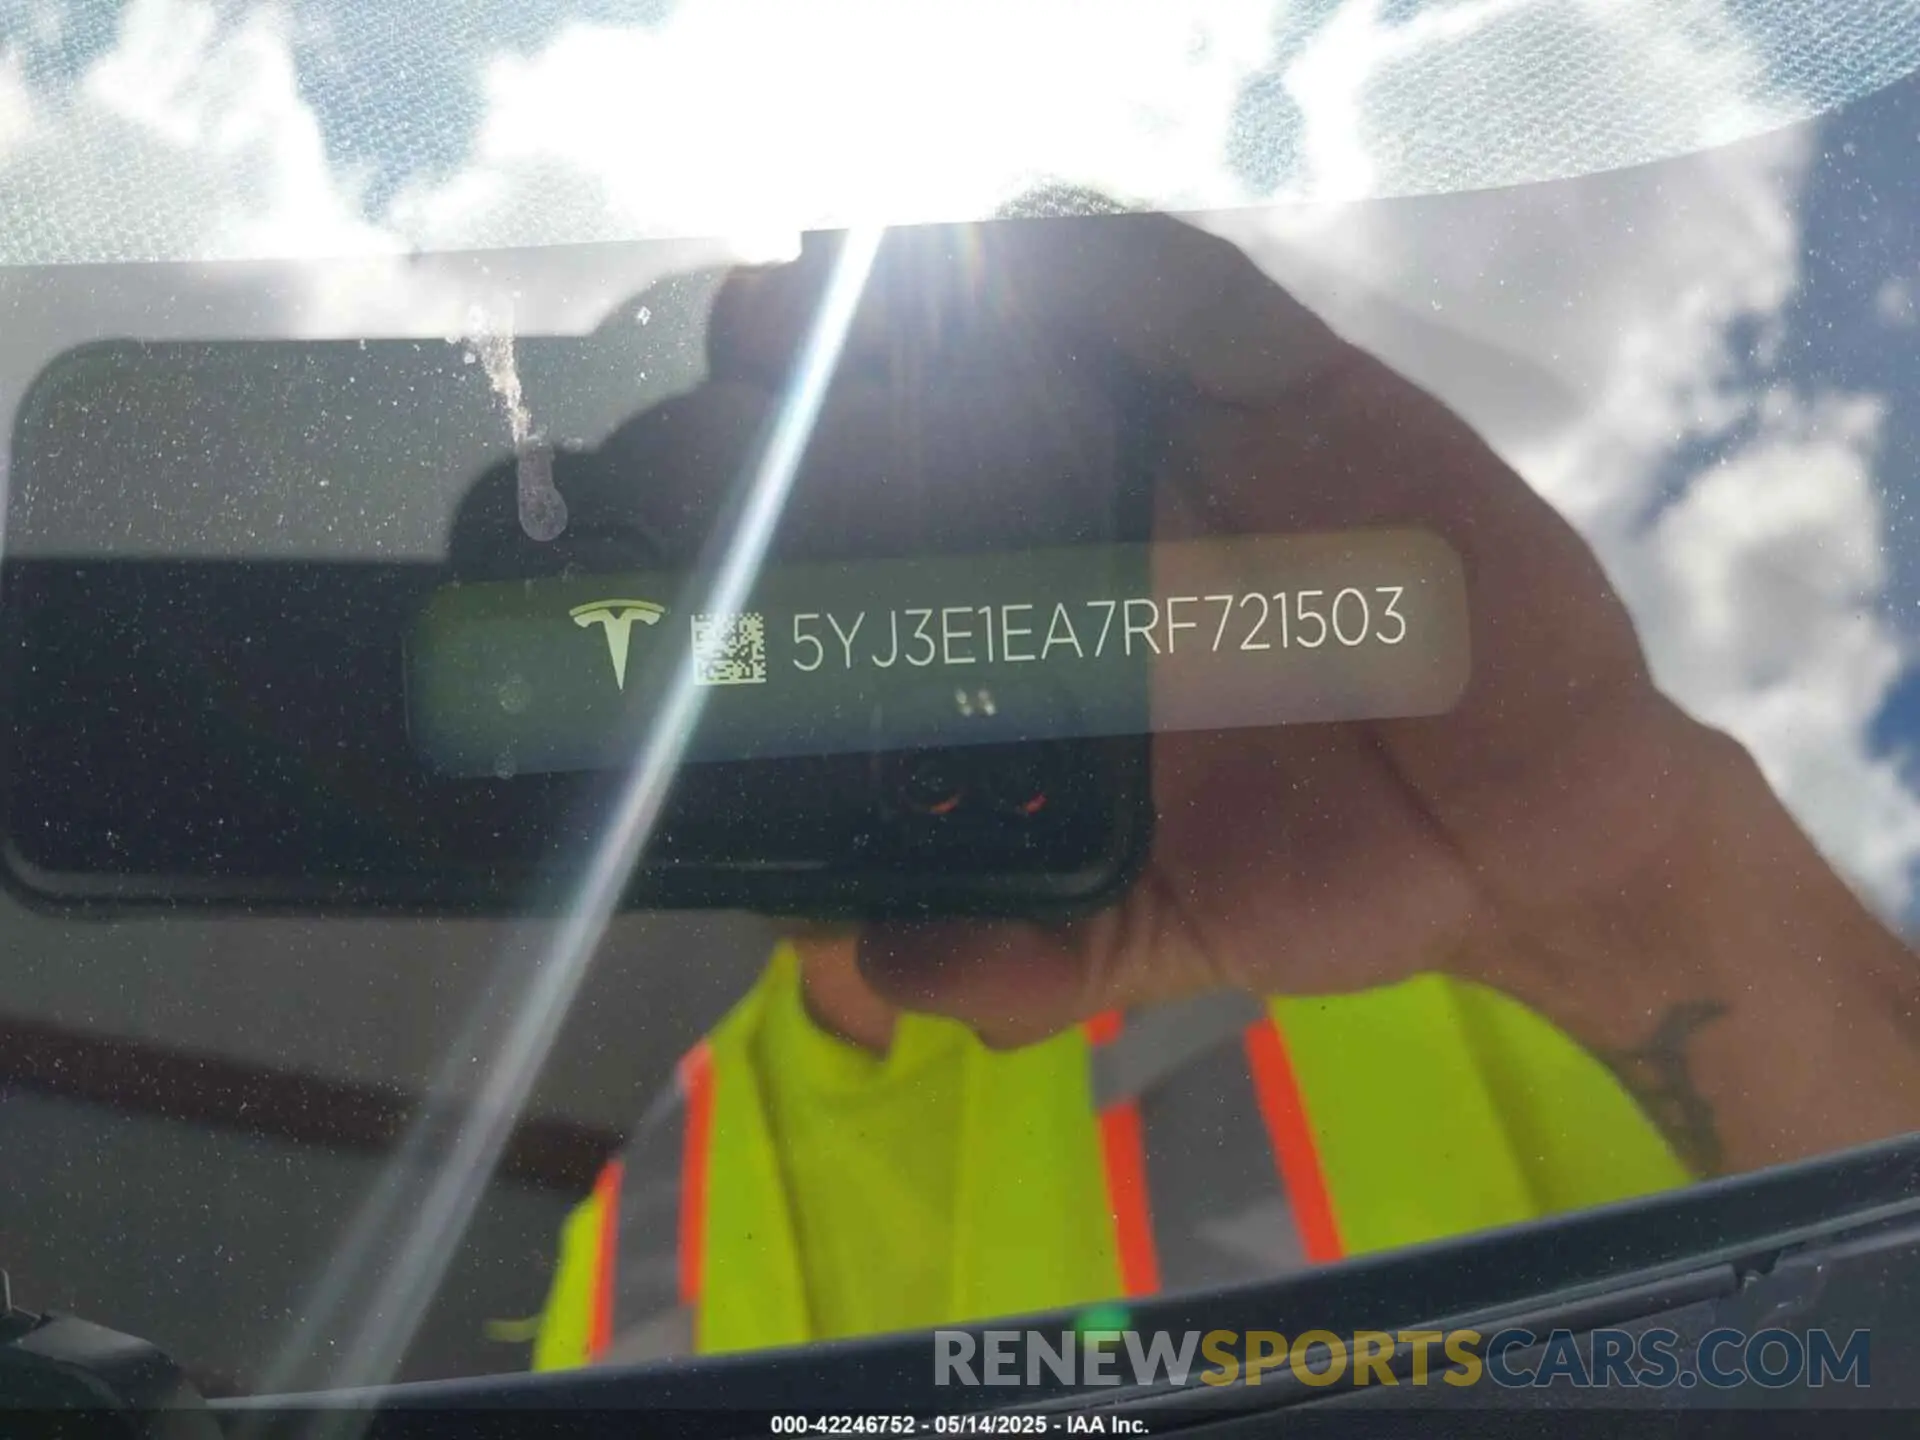 5YJ3E1EA7RF721503
RENEWSPORTSCARS.COM
000-42246752 - 05/14/2025 - IAA Inc.